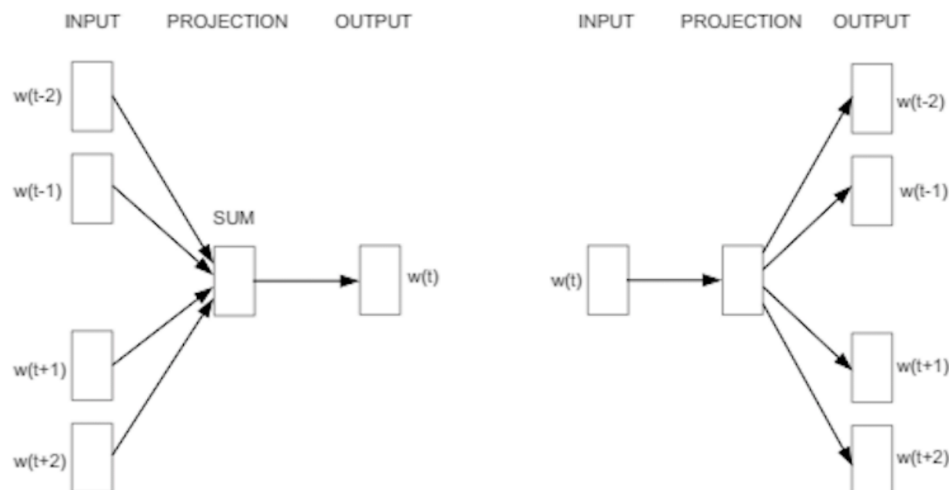 INPUT PROJECTION OUTPUT
w(t-2)
w(t-1)
SUM
w(t)
w(t+1)
w(t+2)
INPUT PROJECTION OUTPUT
w(t-2)
w(t-1)
w(t)
w(t+1)
w(t+2)